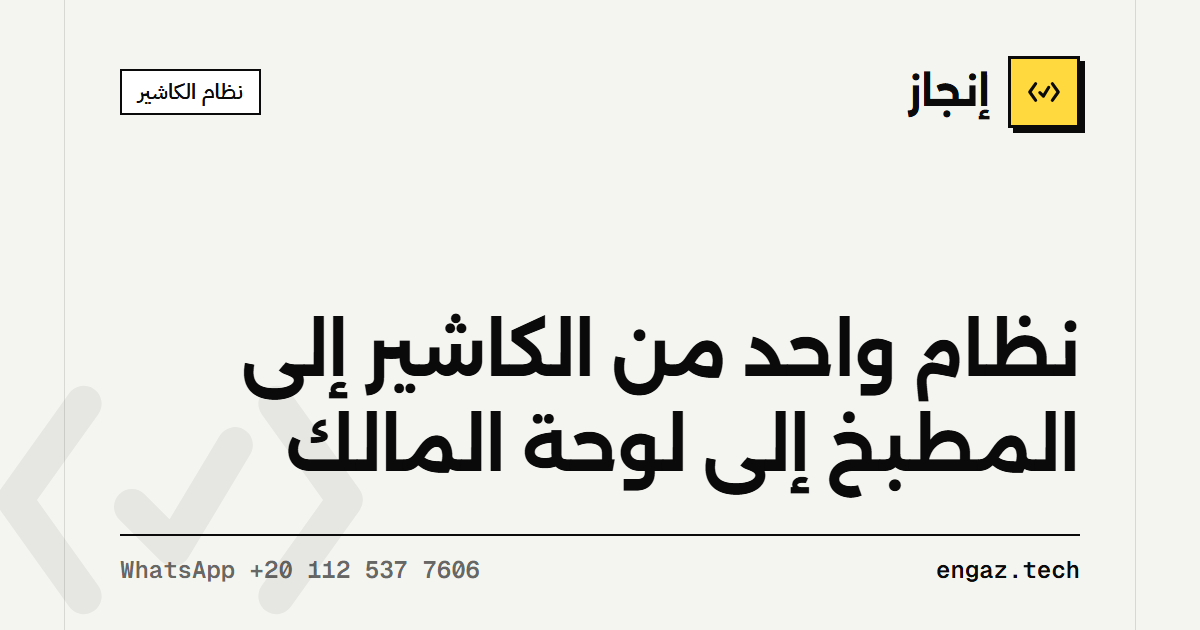 إنجاز
نظام الكاشير
نظام واحد من الكاشير إلى
المطبخ إلى لوحة المالك
engaz.tech
WhatsApp +20 112 537 7606